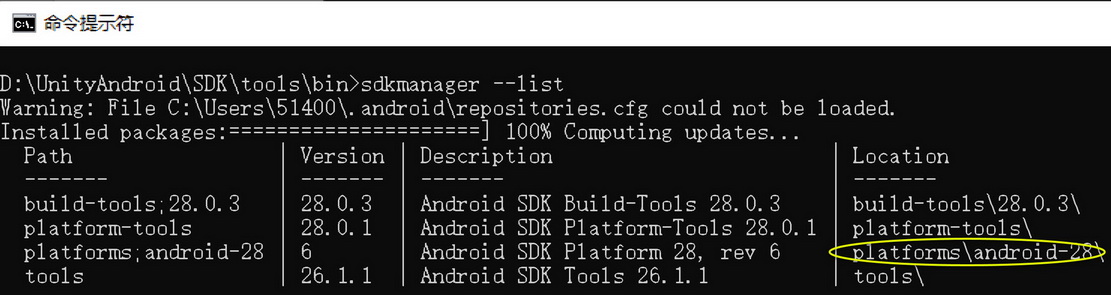 命令提示符
D:\UnityAndroid\SDK\tools\bin>sdkmanager --list
Warning: File C:\Users\51400\.android\repositories.cfg could not be loaded.
Installed packages:=====================] 100% Computing updates...
Path | Version | Description | Location
------- | ------- | ------- | -------
build-tools;28.0.3 | 28.0.3 | Android SDK Build-Tools 28.0.3 | build-tools\28.0.3\
platform-tools | 28.0.1 | Android SDK Platform-Tools 28.0.1 | platform-tools\
platforms;android-28 | 6 | Android SDK Platform 28, rev 6 | platforms\android-28\
tools | 26.1.1 | Android SDK Tools 26.1.1 | tools\